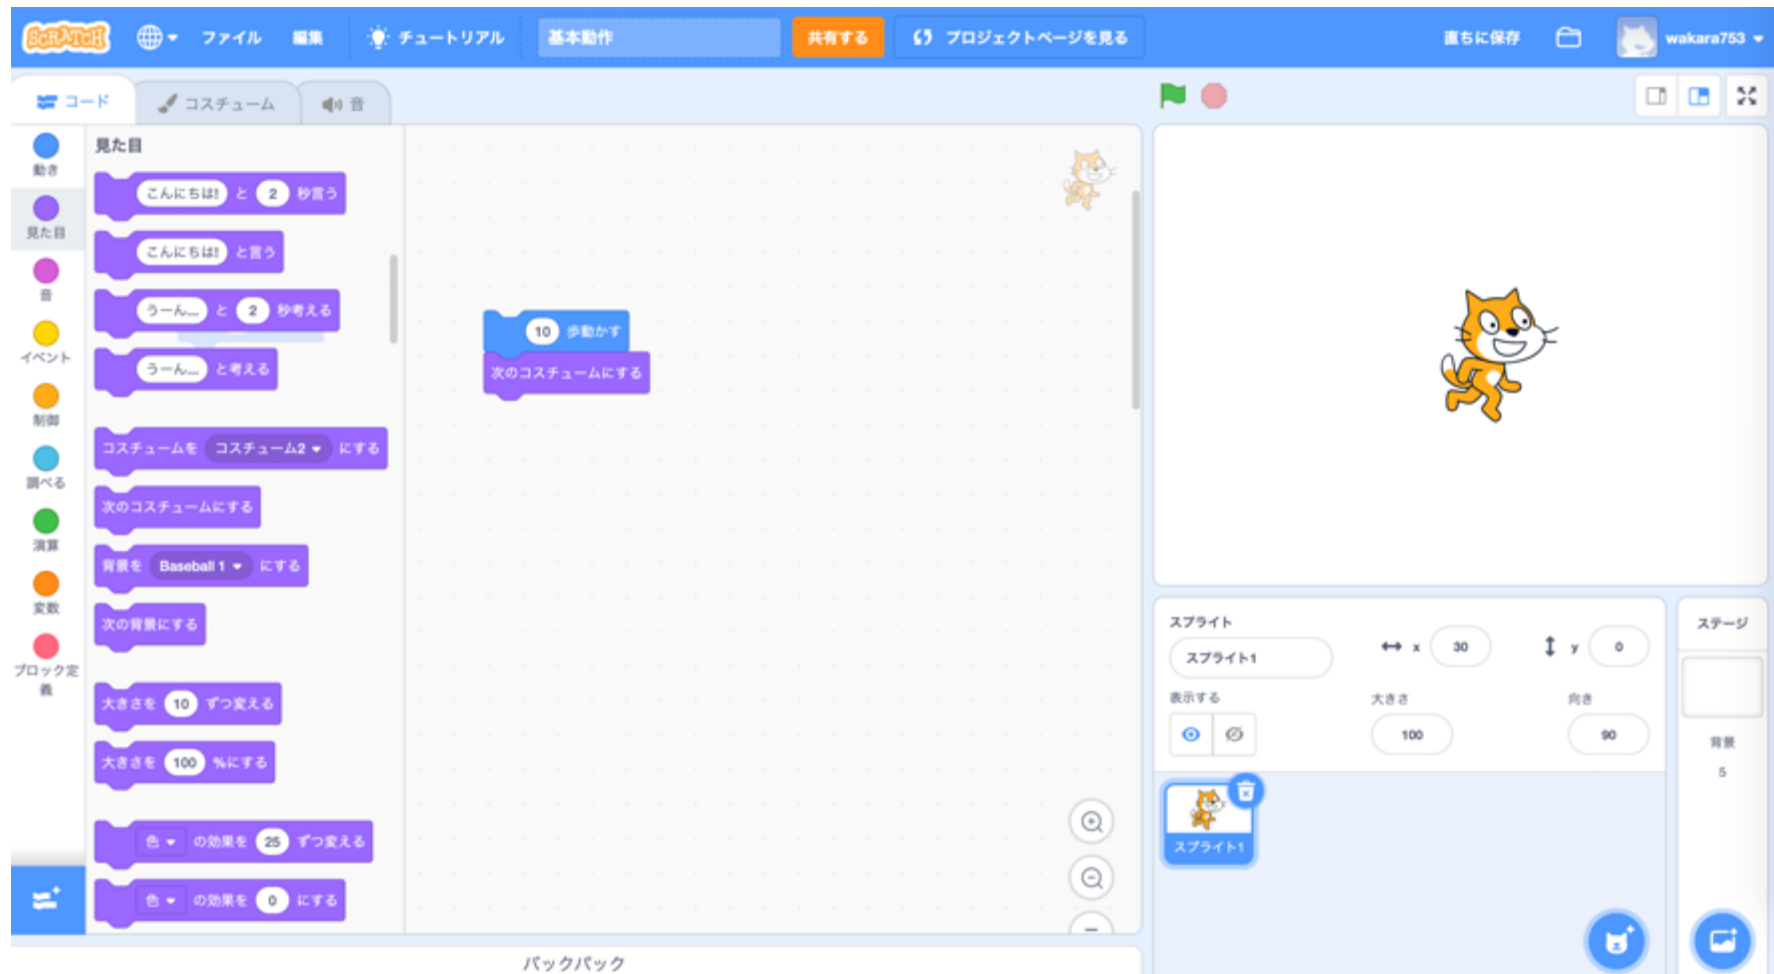 SCRATCH
ファイル
編集
チュートリアル
基本動作
共有する
プロジェクトページを見る
直ちに保存
wakara753
コード
コスチューム
音
動き
見た目
音
イベント
制御
調べる
演算
変数
ブロック定
義
見た目
こんにちは! と 2 秒言う
こんにちは! と言う
うーん... と 2 秒考える
うーん... と考える
コスチュームを コスチューム2 にする
次のコスチュームにする
背景を Baseball 1 にする
次の背景にする
大きさを 10 ずつ変える
大きさを 100 %にする
色 の効果を 25 ずつ変える
色 の効果を 0 にする
10 歩動かす
次のコスチュームにする
バックパック
スプライト
スプライト1
x 30
y 0
表示する
大きさ
100
向き
90
スプライト1
ステージ
背景
5